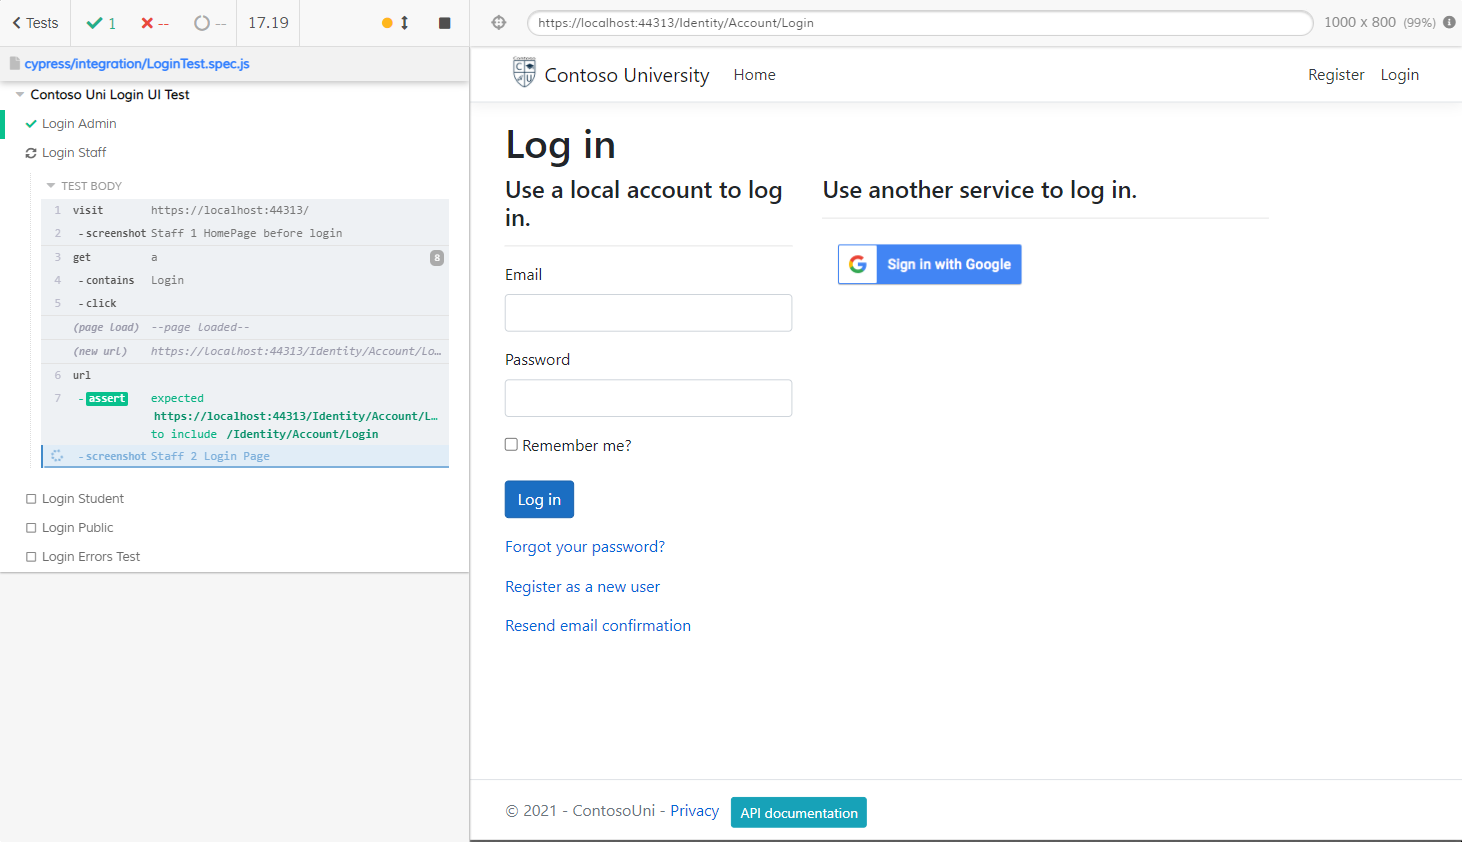 Tests 1 -- -- 17.19
cypress/integration/LoginTest.spec.js
Contoso Uni Login UI Test
Login Admin
Login Staff
TEST BODY
1 visit https://localhost:44313/
2 -screenshot Staff 1 HomePage before login
3 get a 8
4 -contains Login
5 -click
(page load) --page loaded--
(new url) https://localhost:44313/Identity/Account/Lo…
6 url
7 -assert expected
https://localhost:44313/Identity/Account/L…
to include /Identity/Account/Login
-screenshot Staff 2 Login Page
Login Student
Login Public
Login Errors Test
https://localhost:44313/Identity/Account/Login 1000 x 800 (99%)
Contoso University Home Register Login
Log in
Use a local account to log
in.
Use another service to log in.
Sign in with Google
Email
Password
Remember me?
Log in
Forgot your password?
Register as a new user
Resend email confirmation
© 2021 - ContosoUni - Privacy API documentation